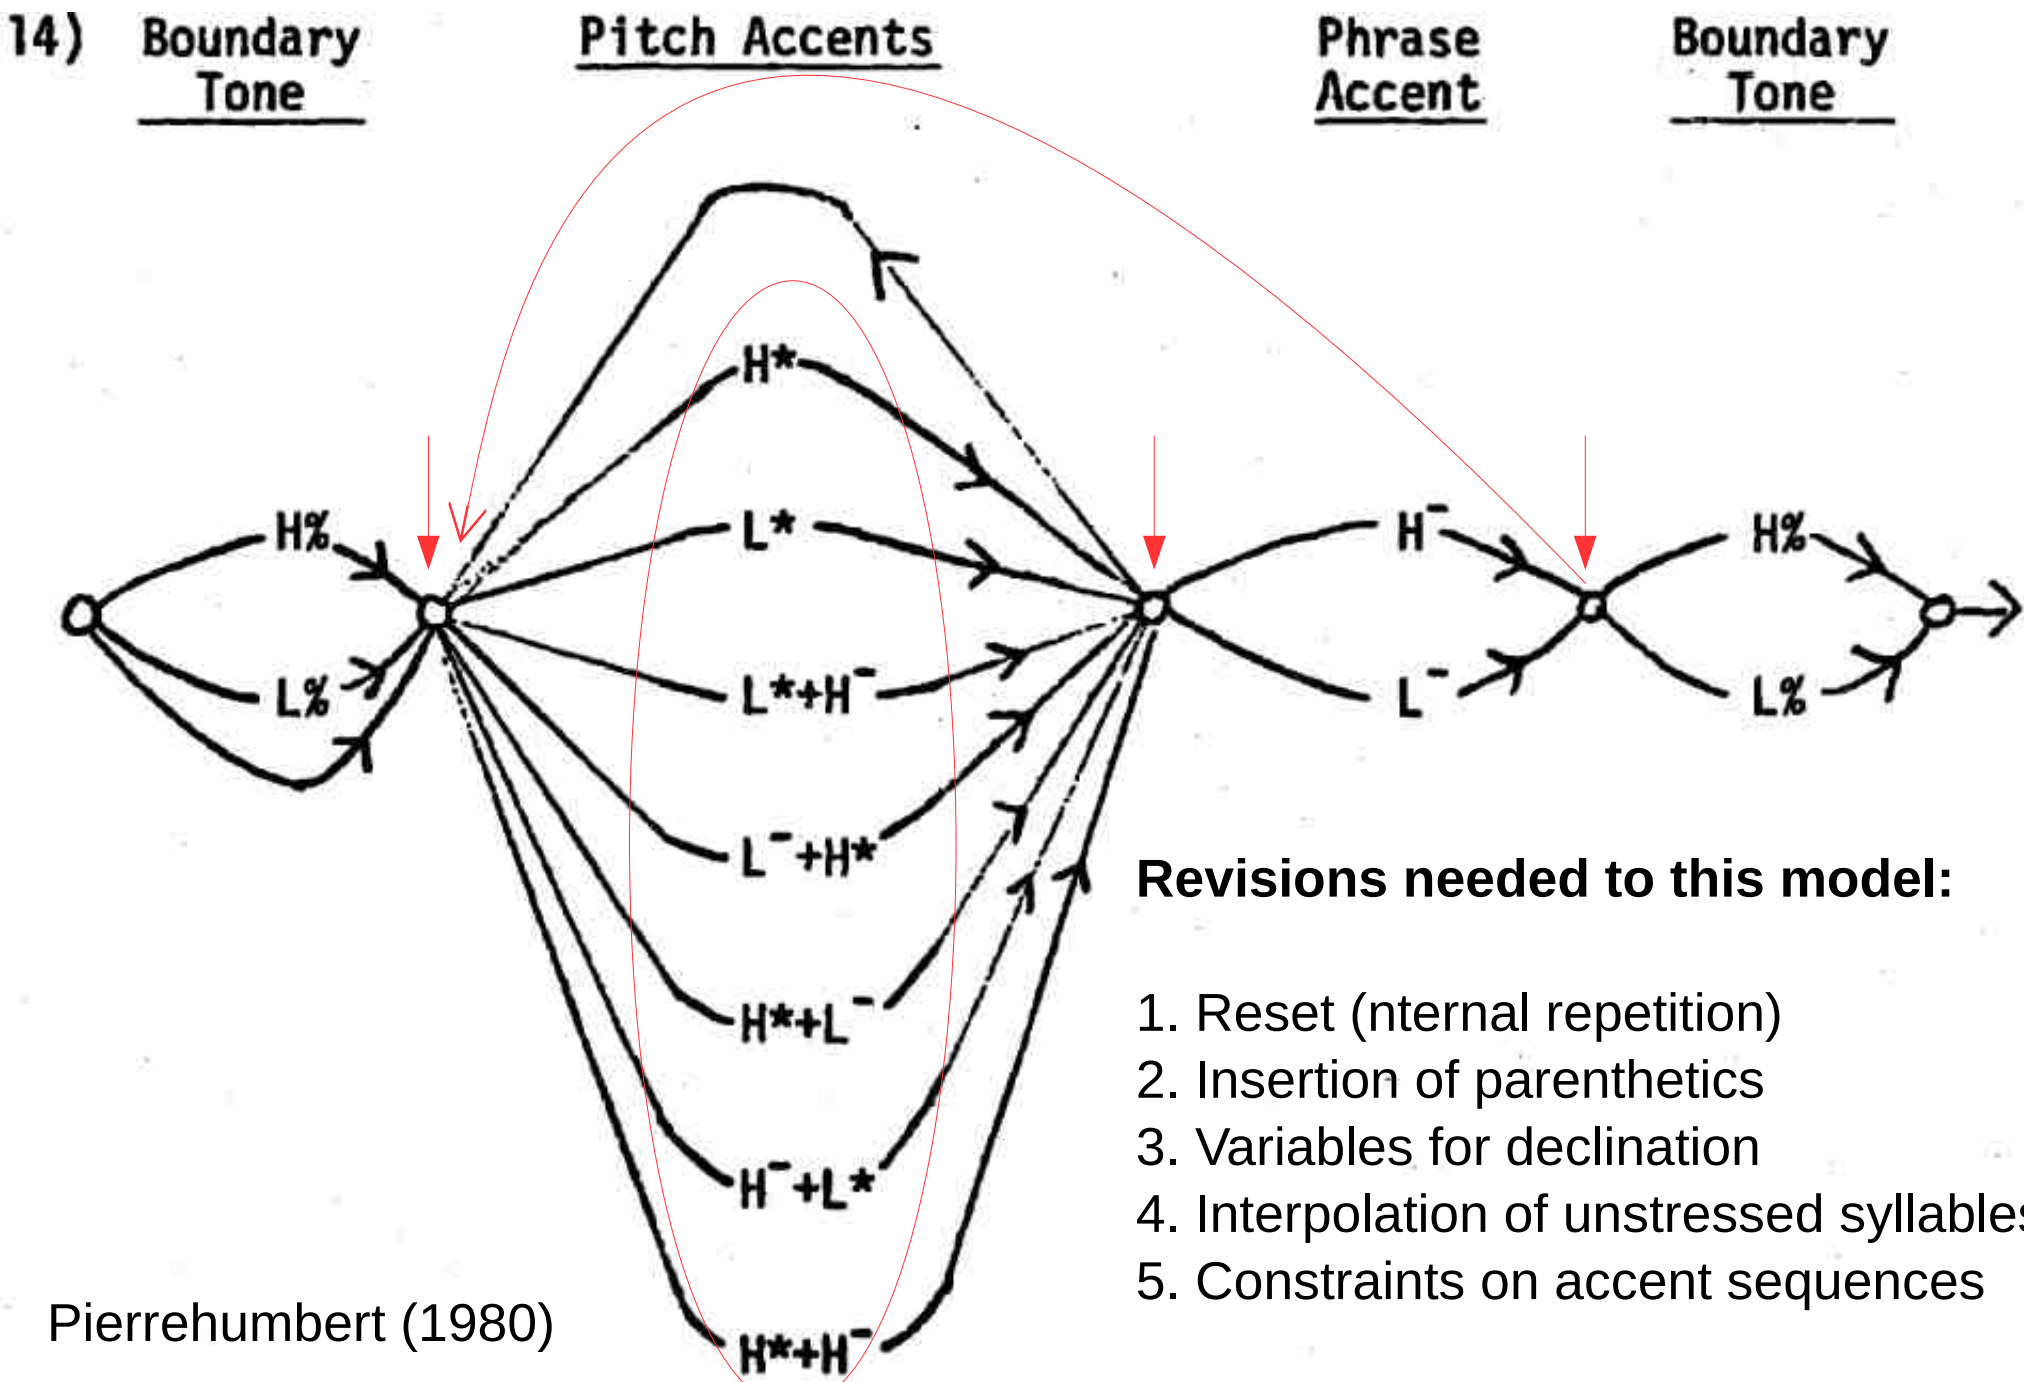 14) Boundary Pitch Accents Phrase Boundary
Tone Accent Tone
H*
H% L* H⁻ H%
L% L*+H⁻ L⁻ L%
L⁻+H*
Revisions needed to this model:
H*+L⁻
1. Reset (nternal repetition)
2. Insertion of parenthetics
3. Variables for declination
H⁻+L*
4. Interpolation of unstressed syllables
5. Constraints on accent sequences
Pierrehumbert (1980)
H*+H⁻